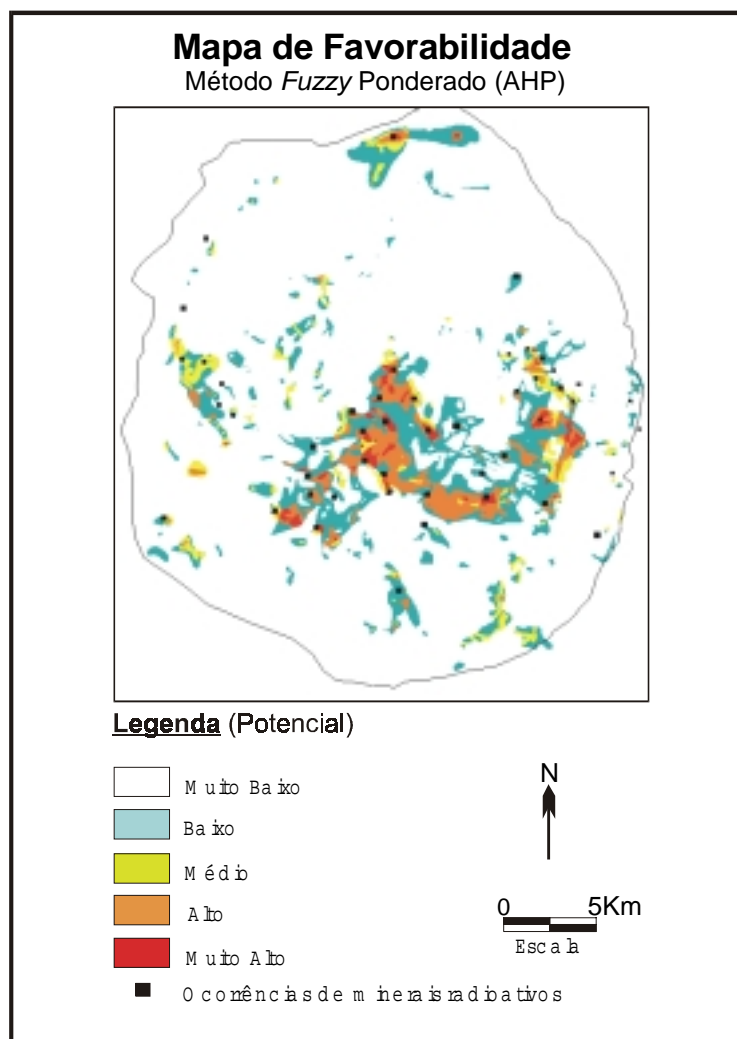 Mapa de Favorabilidade
Método Fuzzy Ponderado (AHP)
Legenda (Potencial)
Muito Baixo
Baixo
Médio
Alto
Muito Alto
Ocorrências de minerais radioativos
N
0 5Km
Escala